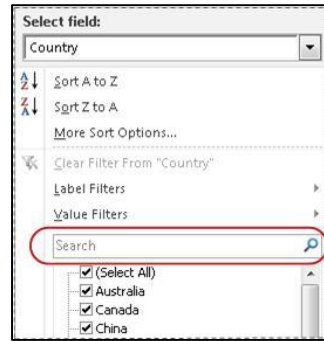 Select field:
Country
Sort A to Z
Sort Z to A
More Sort Options...
Clear Filter From "Country"
Label Filters
Value Filters
Search
(Select All)
Australia
Canada
China